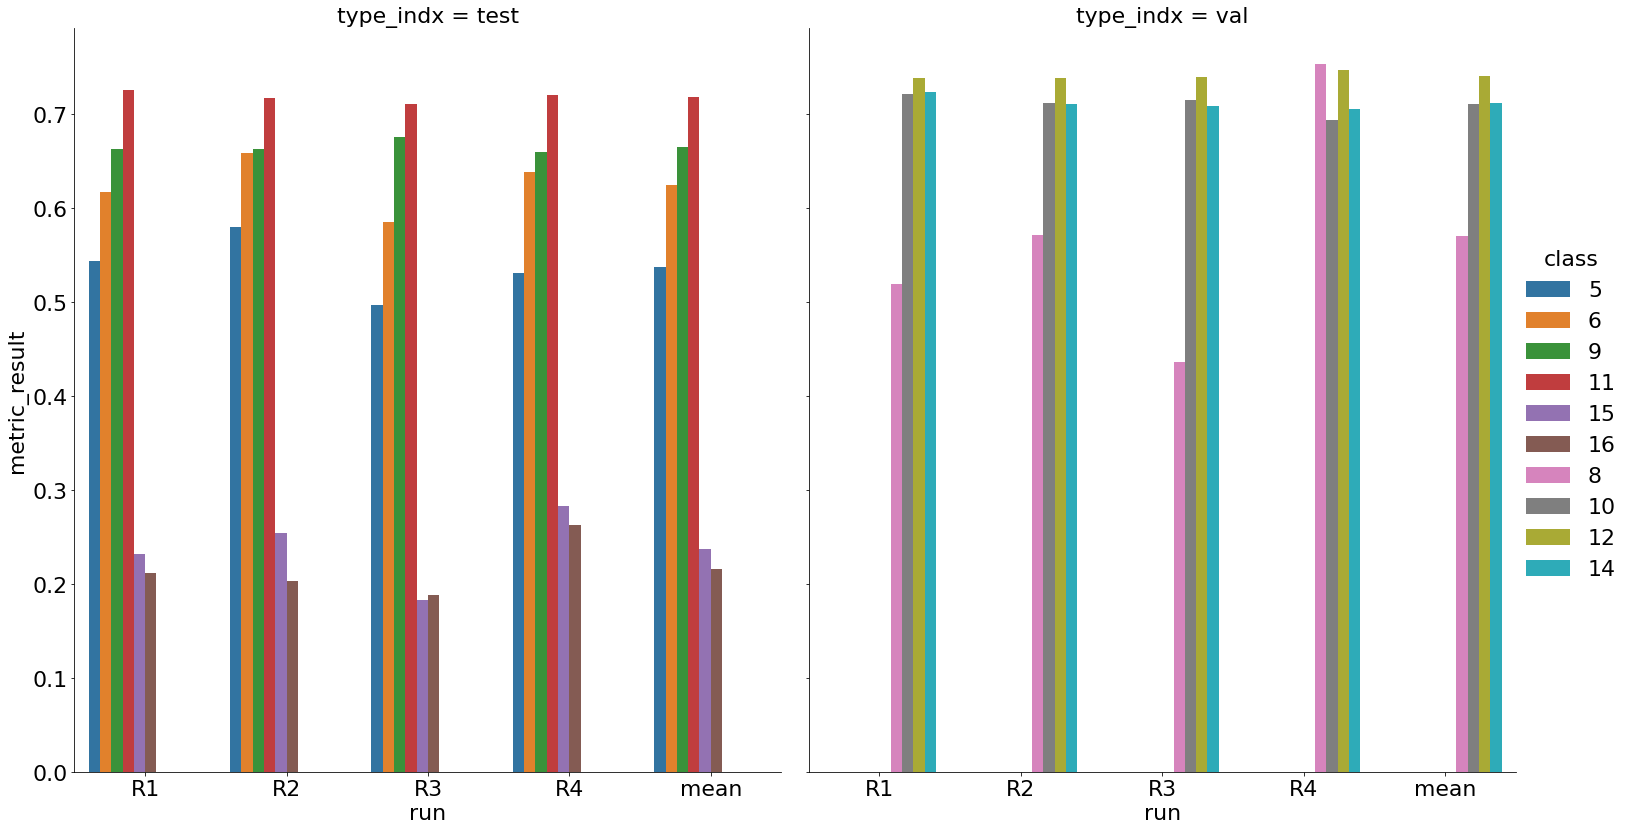 type_indx = test
type_indx = val
metric_result
0.7
0.6
0.5
0.4
0.3
0.2
0.1
0.0
R1 R2 R3 R4 mean
run
R1 R2 R3 R4 mean
run
class
5
6
9
11
15
16
8
10
12
14